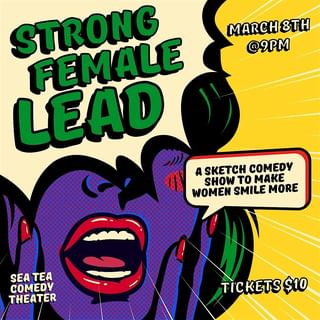 STRONG
FEMALE
LEAD
MARCH 8TH
@9PM
A SKETCH COMEDY
SHOW TO MAKE
WOMEN SMILE MORE
SEA TEA
COMEDY
THEATER
TICKETS $10